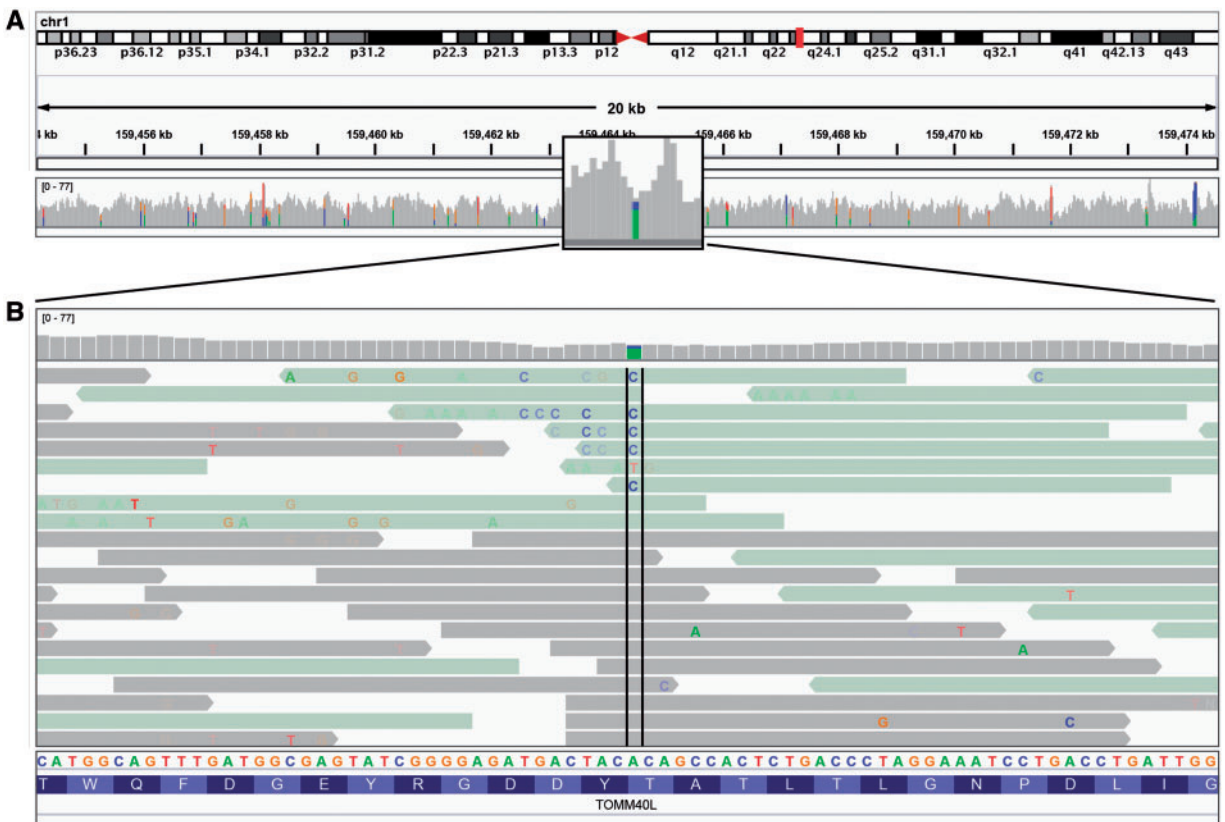 A
chr1
p36.23 p36.12 p35.1 p34.1 p32.2 p31.2 p22.3 p21.3 p13.3 p12 q12 q21.1 q22 q24.1 q25.2 q31.1 q32.1 q41 q42.13 q43
20 kb
4 kb 159,456 kb 159,458 kb 159,460 kb 159,462 kb 159,464 kb 159,466 kb 159,468 kb 159,470 kb 159,472 kb 159,474 kb
[0 - 77]
B
[0 - 77]
A G G A C C G C C
A A A A A A
A A A A C C C C C
C C C C
T T C C C
A A A T G
C
A T G A A T G G
A A T G A G G A
T
A T
A
C
G C
T
CATGGCAGTTTGATGGCGAGTATCGGGGAGATGACTACACAGCCACTCTGACCCTAGGAAATCCTGACCTGATTGG
T W Q F D G E Y R G D D Y T A T L T L G N P D L I G
TOMM40L